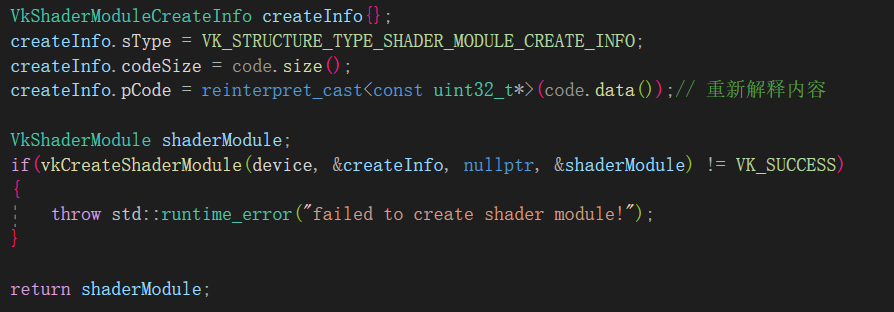 VkShaderModuleCreateInfo createInfo{};
createInfo.sType = VK_STRUCTURE_TYPE_SHADER_MODULE_CREATE_INFO;
createInfo.codeSize = code.size();
createInfo.pCode = reinterpret_cast<const uint32_t*>(code.data());// 重新解释内容
VkShaderModule shaderModule;
if(vkCreateShaderModule(device, &createInfo, nullptr, &shaderModule) != VK_SUCCESS)
{
throw std::runtime_error("failed to create shader module!");
}
return shaderModule;